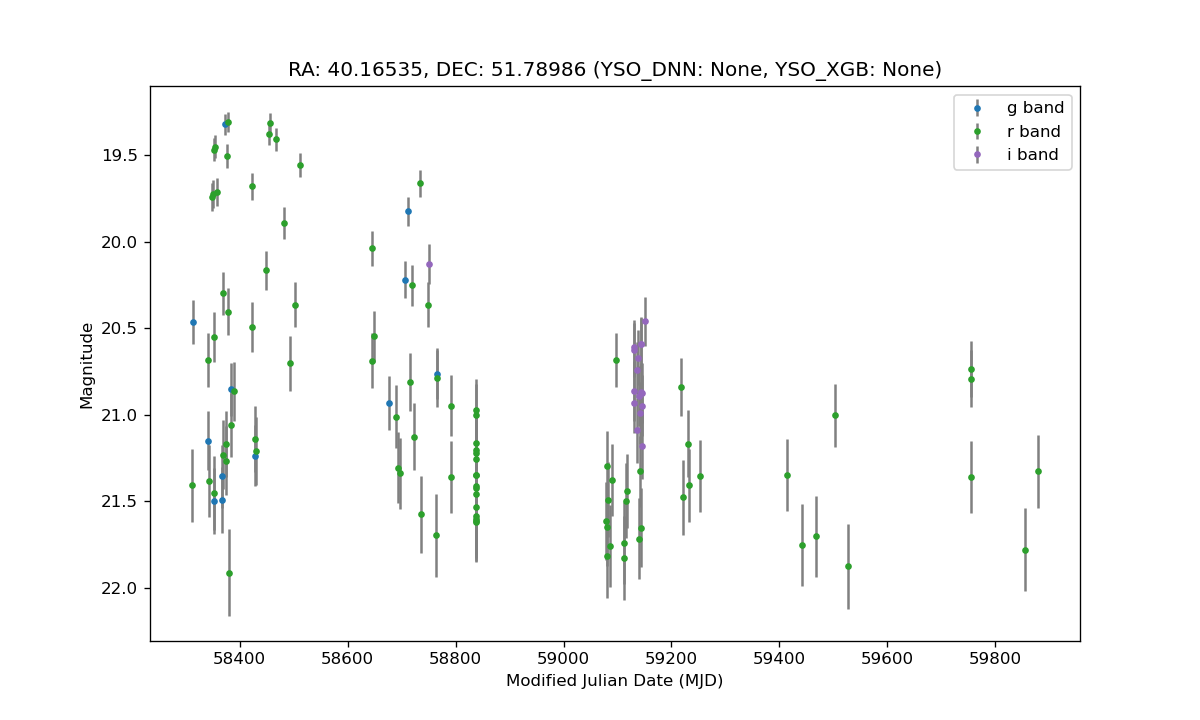 RA: 40.16535, DEC: 51.78986 (YSO_DNN: None, YSO_XGB: None)
g band
r band
i band
19.5
20.0
20.5
21.0
21.5
22.0
Magnitude
58400 58600 58800 59000 59200 59400 59600 59800
Modified Julian Date (MJD)